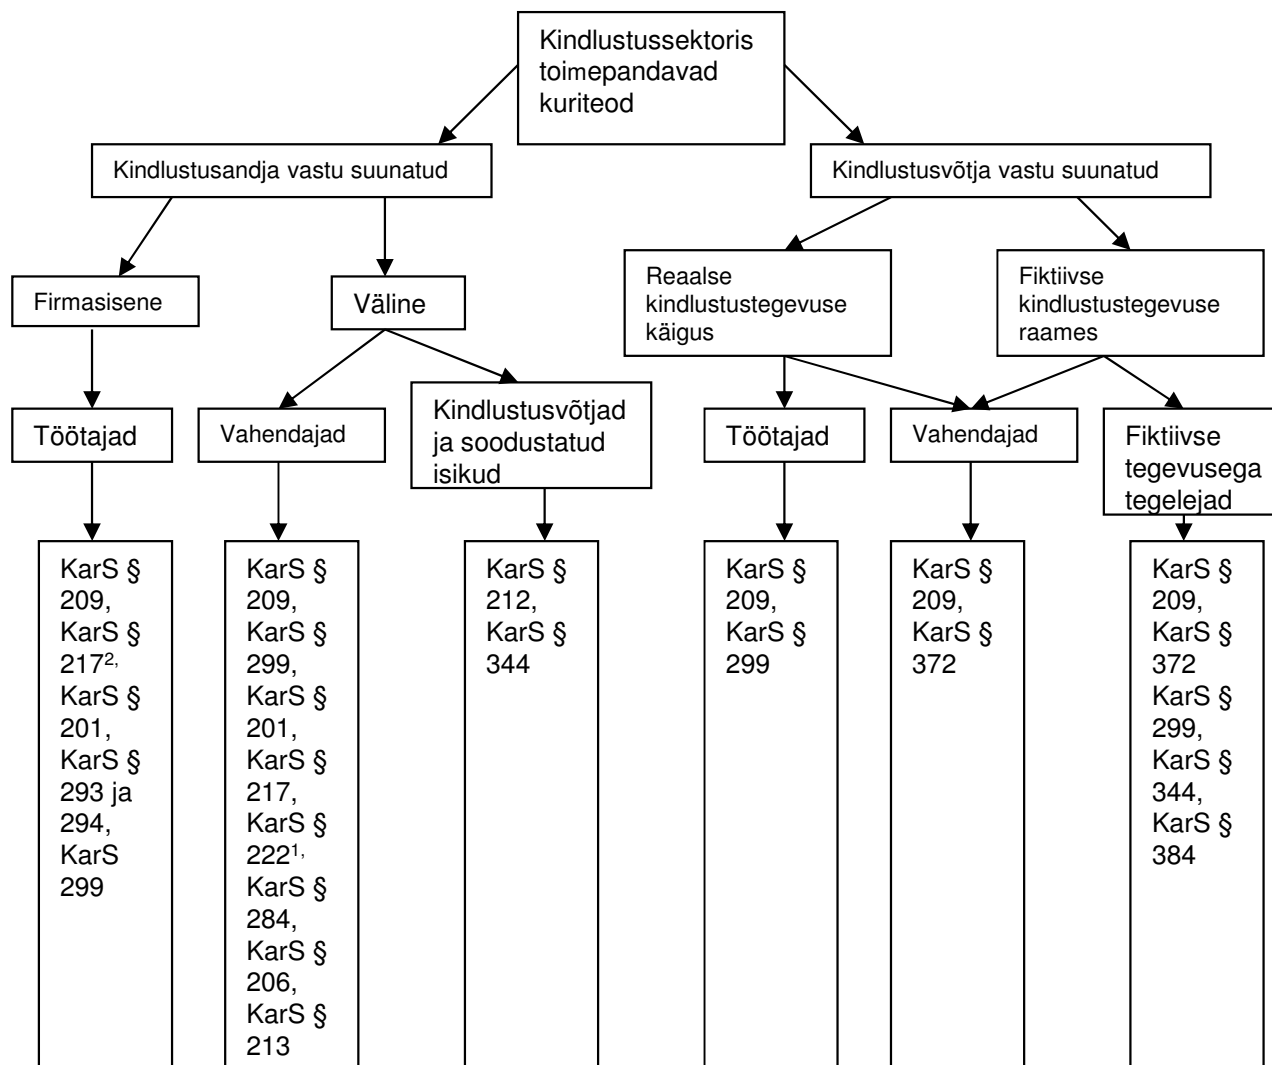 Kindlustussektoris
toimepandavad
kuriteod
Kindlustusandja vastu suunatud
Kindlustusvõtja vastu suunatud
Firmasisene
Väline
Reaalse
kindlustustegevuse
käigus
Fiktiivse
kindlustustegevuse
raames
Töötajad
Vahendajad
Kindlustusvõtjad
ja soodustatud
isikud
Töötajad
Vahendajad
Fiktiivse
tegevusega
tegelejad
KarS §
209,
KarS §
217²,
KarS §
201,
KarS §
293 ja
294,
KarS
299
KarS §
209,
KarS §
299,
KarS §
201,
KarS §
217,
KarS §
222¹,
KarS §
284,
KarS §
206,
KarS §
213
KarS §
212,
KarS §
344
KarS §
209,
KarS §
299
KarS §
209,
KarS §
372
KarS §
209,
KarS §
372
KarS §
299,
KarS §
344,
KarS §
384